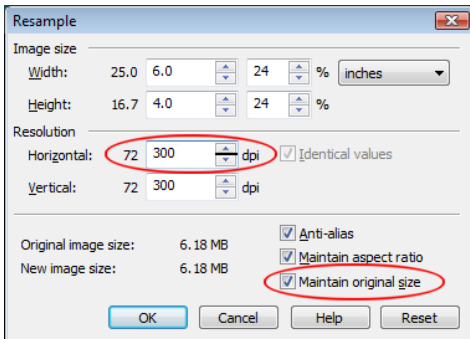 Resample
Image size
Width: 25.0 6.0 24 % inches
Height: 16.7 4.0 24 %
Resolution
Horizontal: 72 300 dpi Identical values
Vertical: 72 300 dpi
Original image size: 6.18 MB
New image size: 6.18 MB
Anti-alias
Maintain aspect ratio
Maintain original size
OK Cancel Help Reset